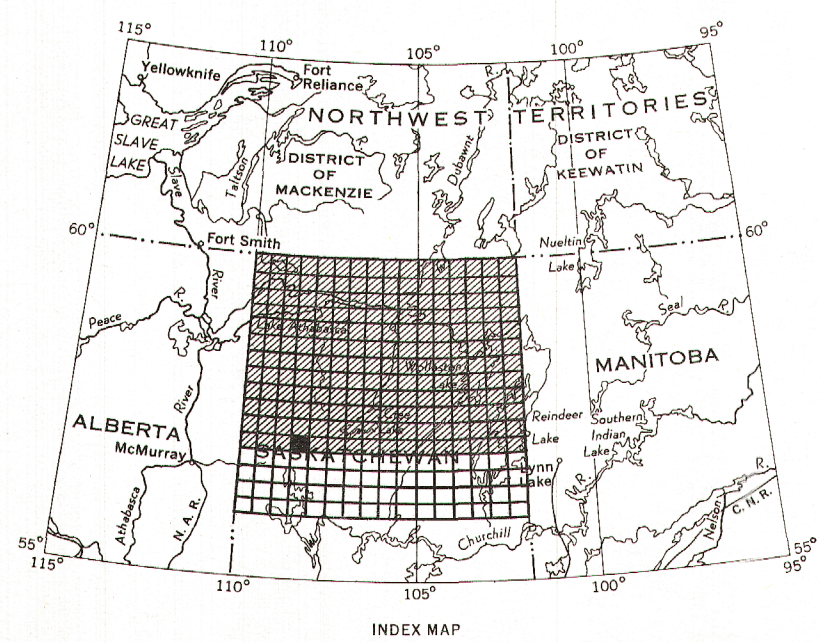 115°
110°
105°
100°
95°
Yellowknife
Fort
Reliance
R.
NORTHWEST TERRITORIES
GREAT
SLAVE
LAKE
Slave
Taltson
DISTRICT
OF
MACKENZIE
Dubawnt
DISTRICT
OF
KEEWATIN
60°
60°
Fort Smith
Nueltin
Lake
River
Peace
R.
Lake Athabasca
Seal R.
Wollaston
Lake
MANITOBA
River
Cree
Lake
Reindeer
Lake
Southern
Indian
Lake
ALBERTA
McMurray
SASKATCHEWAN
Lynn
Lake
R.
R.
Athabasca
N. A. R.
Nelson
C. N. R.
Churchill
55°
115°
110°
105°
100°
55°
95°
INDEX MAP